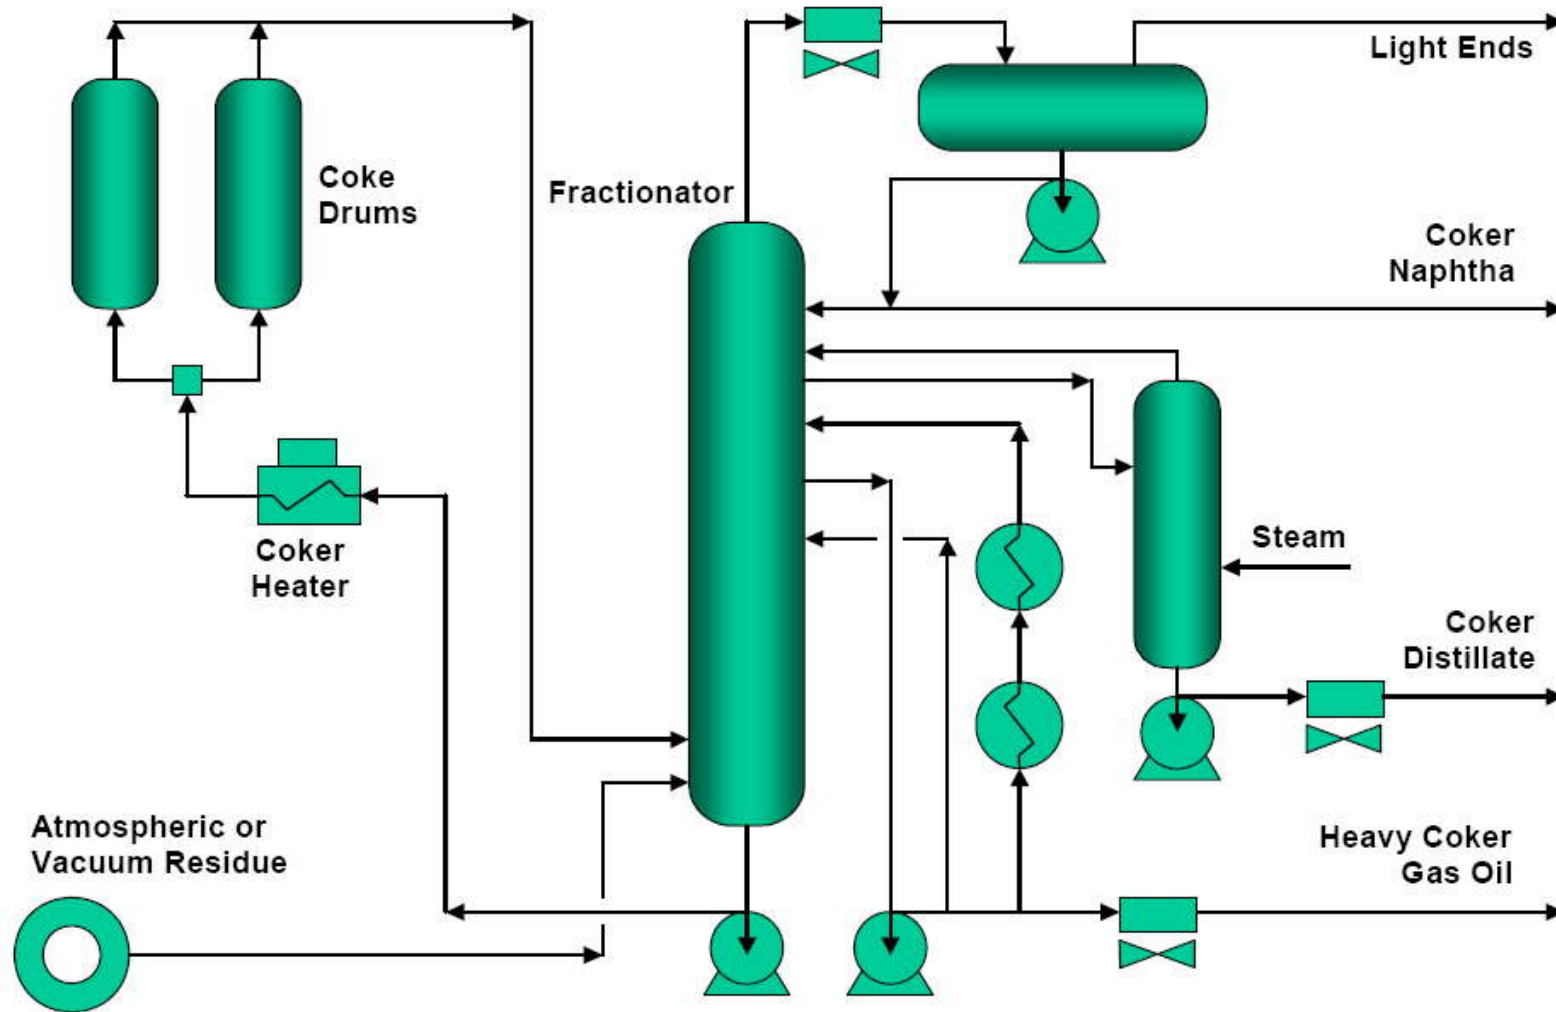 Light Ends
Coke
Drums
Fractionator
Coker
Naphtha
Steam
Coker
Heater
Coker
Distillate
Atmospheric or
Vacuum Residue
Heavy Coker
Gas Oil